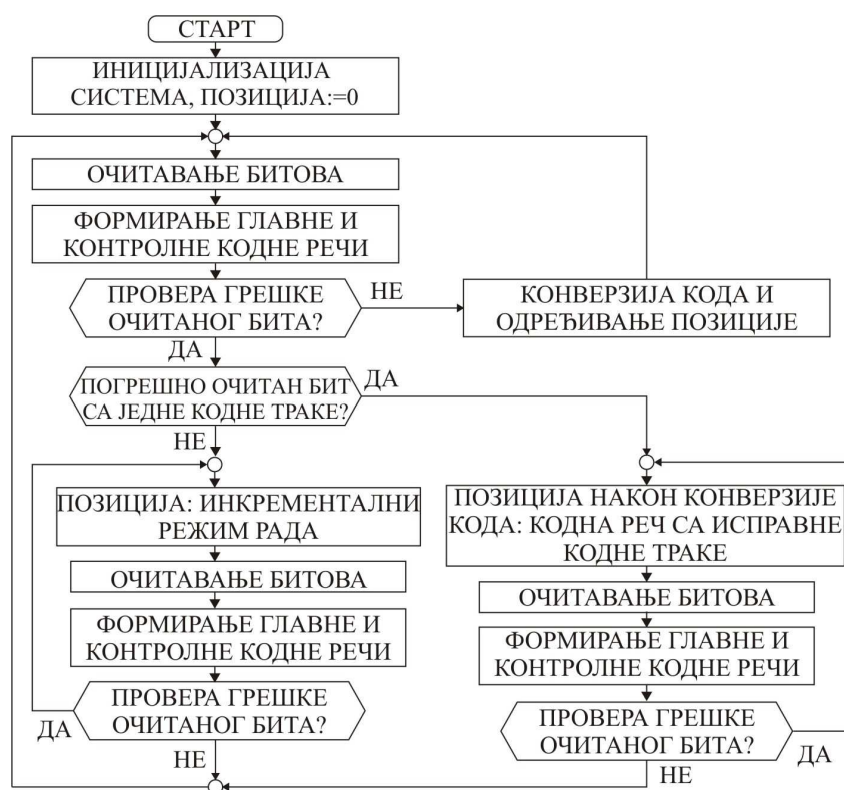 СТАРТ
ИНИЦИЈАЛИЗАЦИЈА
СИСТЕМА, ПОЗИЦИЈА:=0
ОЧИТАВАЊЕ БИТОВА
ФОРМИРАЊЕ ГЛАВНЕ И
КОНТРОЛНЕ КОДНЕ РЕЧИ
ПРОВЕРА ГРЕШКЕ
ОЧИТАНОГ БИТА?
НЕ
КОНВЕРЗИЈА КОДА И
ОДРЕЂИВАЊЕ ПОЗИЦИЈЕ
ДА
ПОГРЕШНО ОЧИТАН БИТ
СА ЈЕДНЕ КОДНЕ ТРАКЕ?
ДА
НЕ
ПОЗИЦИЈА: ИНКРЕМЕНТАЛНИ
РЕЖИМ РАДА
ОЧИТАВАЊЕ БИТОВА
ФОРМИРАЊЕ ГЛАВНЕ И
КОНТРОЛНЕ КОДНЕ РЕЧИ
ПРОВЕРА ГРЕШКЕ
ОЧИТАНОГ БИТА?
ДА
НЕ
ПОЗИЦИЈА НАКОН КОНВЕРЗИЈЕ
КОДА: КОДНА РЕЧ СА ИСПРАВНЕ
КОДНЕ ТРАКЕ
ОЧИТАВАЊЕ БИТОВА
ФОРМИРАЊЕ ГЛАВНЕ И
КОНТРОЛНЕ КОДНЕ РЕЧИ
ПРОВЕРА ГРЕШКЕ
ОЧИТАНОГ БИТА?
ДА
НЕ